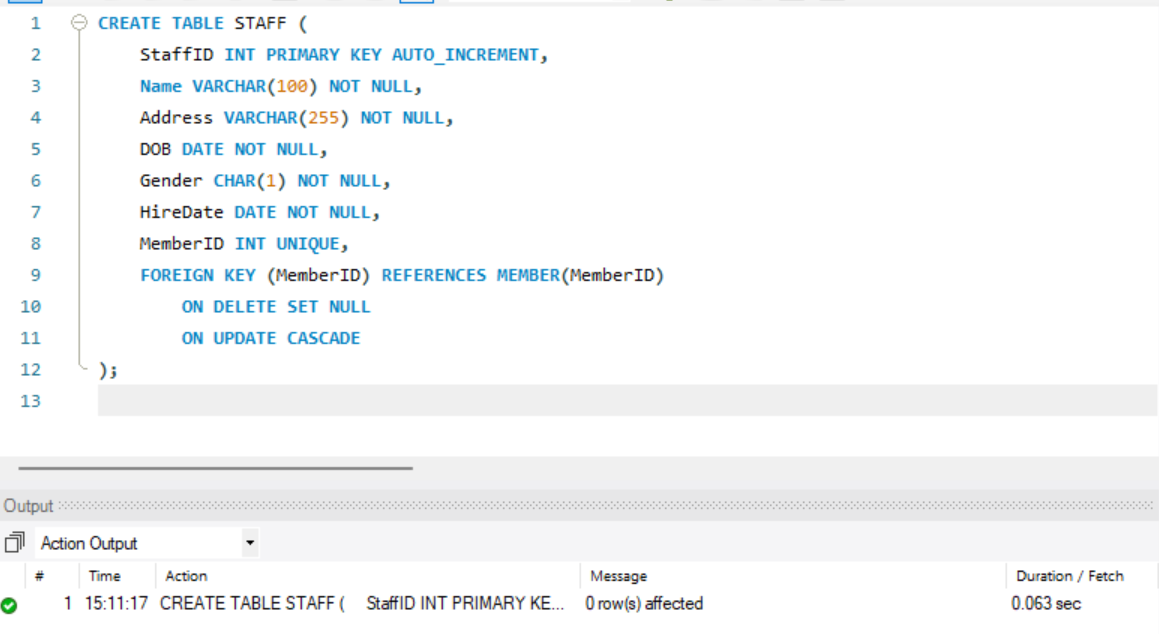 1 CREATE TABLE STAFF (
2 StaffID INT PRIMARY KEY AUTO_INCREMENT,
3 Name VARCHAR(100) NOT NULL,
4 Address VARCHAR(255) NOT NULL,
5 DOB DATE NOT NULL,
6 Gender CHAR(1) NOT NULL,
7 HireDate DATE NOT NULL,
8 MemberID INT UNIQUE,
9 FOREIGN KEY (MemberID) REFERENCES MEMBER(MemberID)
10 ON DELETE SET NULL
11 ON UPDATE CASCADE
12 );
13
Output
Action Output
# Time Action Message Duration / Fetch
1 15:11:17 CREATE TABLE STAFF ( StaffID INT PRIMARY KE... 0 row(s) affected 0.063 sec